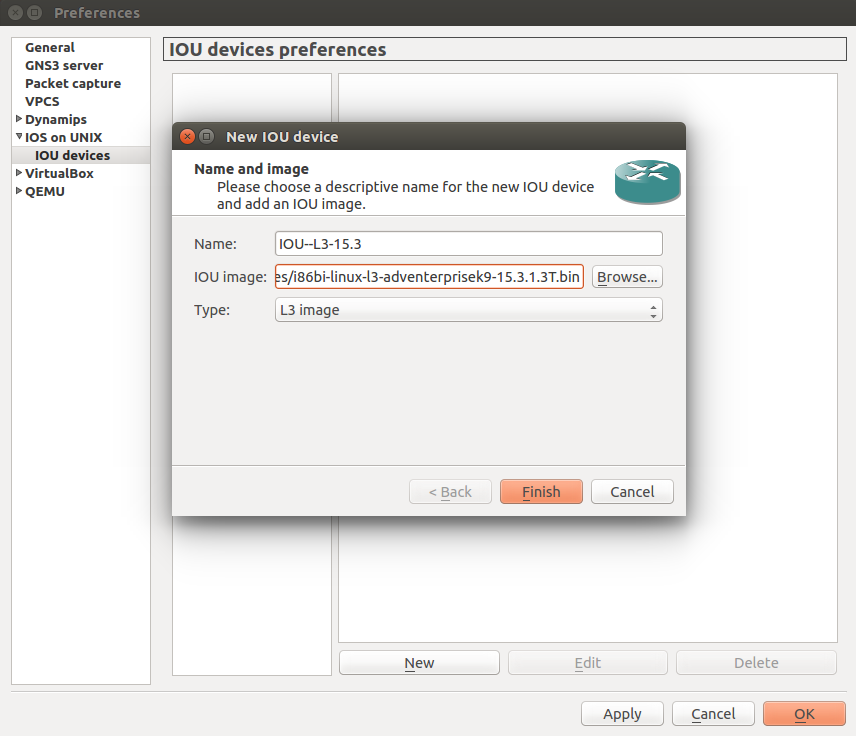 Preferences
General
GNS3 server
Packet capture
VPCS
Dynamips
IOS on UNIX
IOU devices
VirtualBox
QEMU
IOU devices preferences
New IOU device
Name and image
Please choose a descriptive name for the new IOU device
and add an IOU image.
Name: IOU--L3-15.3
IOU image: es/i86bi-linux-l3-adventerprisek9-15.3.1.3T.bin Browse...
Type: L3 image
< Back Finish Cancel
New Edit Delete
Apply Cancel OK